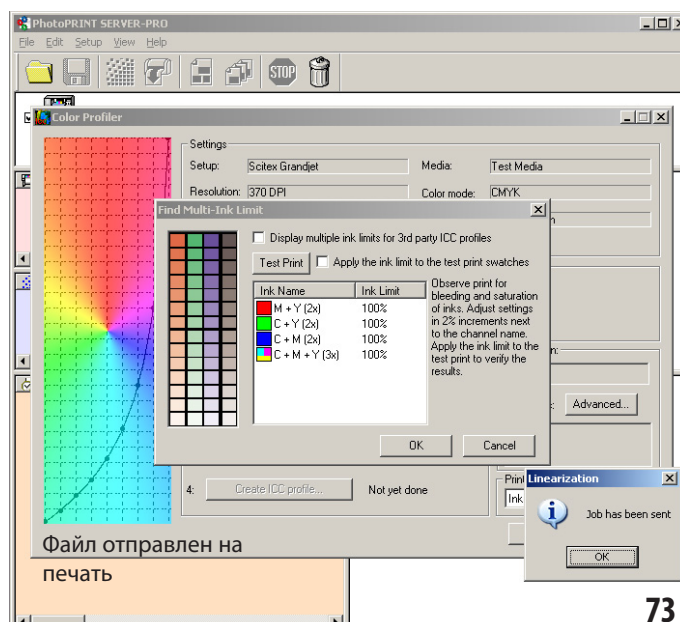 PhotoPRINT SERVER-PRO
File Edit Setup View Help
STOP
Color Profiler
Settings
Setup: Scitex Grandjet Media: Test Media
Resolution: 370 DPI Color mode: CMYK
Find Multi-Ink Limit
Display multiple ink limits for 3rd party ICC profiles
Test Print Apply the ink limit to the test print swatches
Ink Name Ink Limit
M + Y (2x) 100%
C + Y (2x) 100%
C + M (2x) 100%
C + M + Y (3x) 100%
Observe print for
bleeding and saturation
of inks. Adjust settings
in 2% increments next
to the channel name.
Apply the ink limit to the
test print to verify the
results.
Advanced...
OK Cancel
4: Create ICC profile... Not yet done
Print
Ink
Linearization
Job has been sent
OK
Файл отправлен на
печать
73